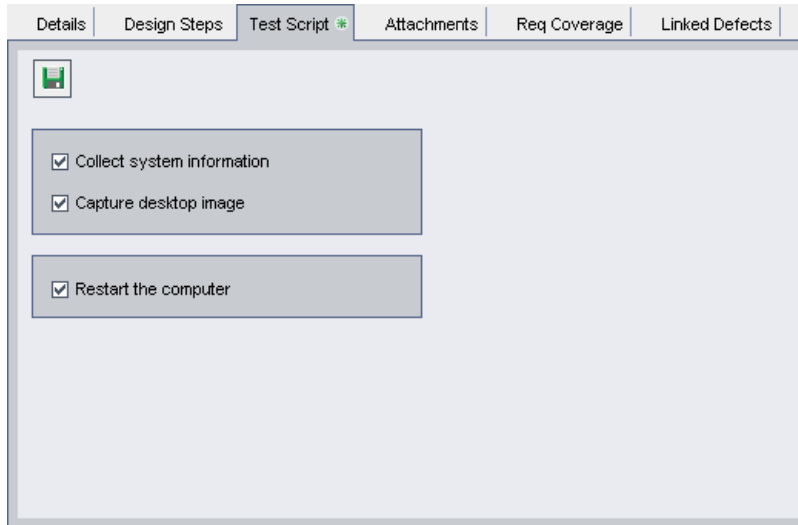 Details Design Steps Test Script Attachments Req Coverage Linked Defects
Collect system information
Capture desktop image
Restart the computer